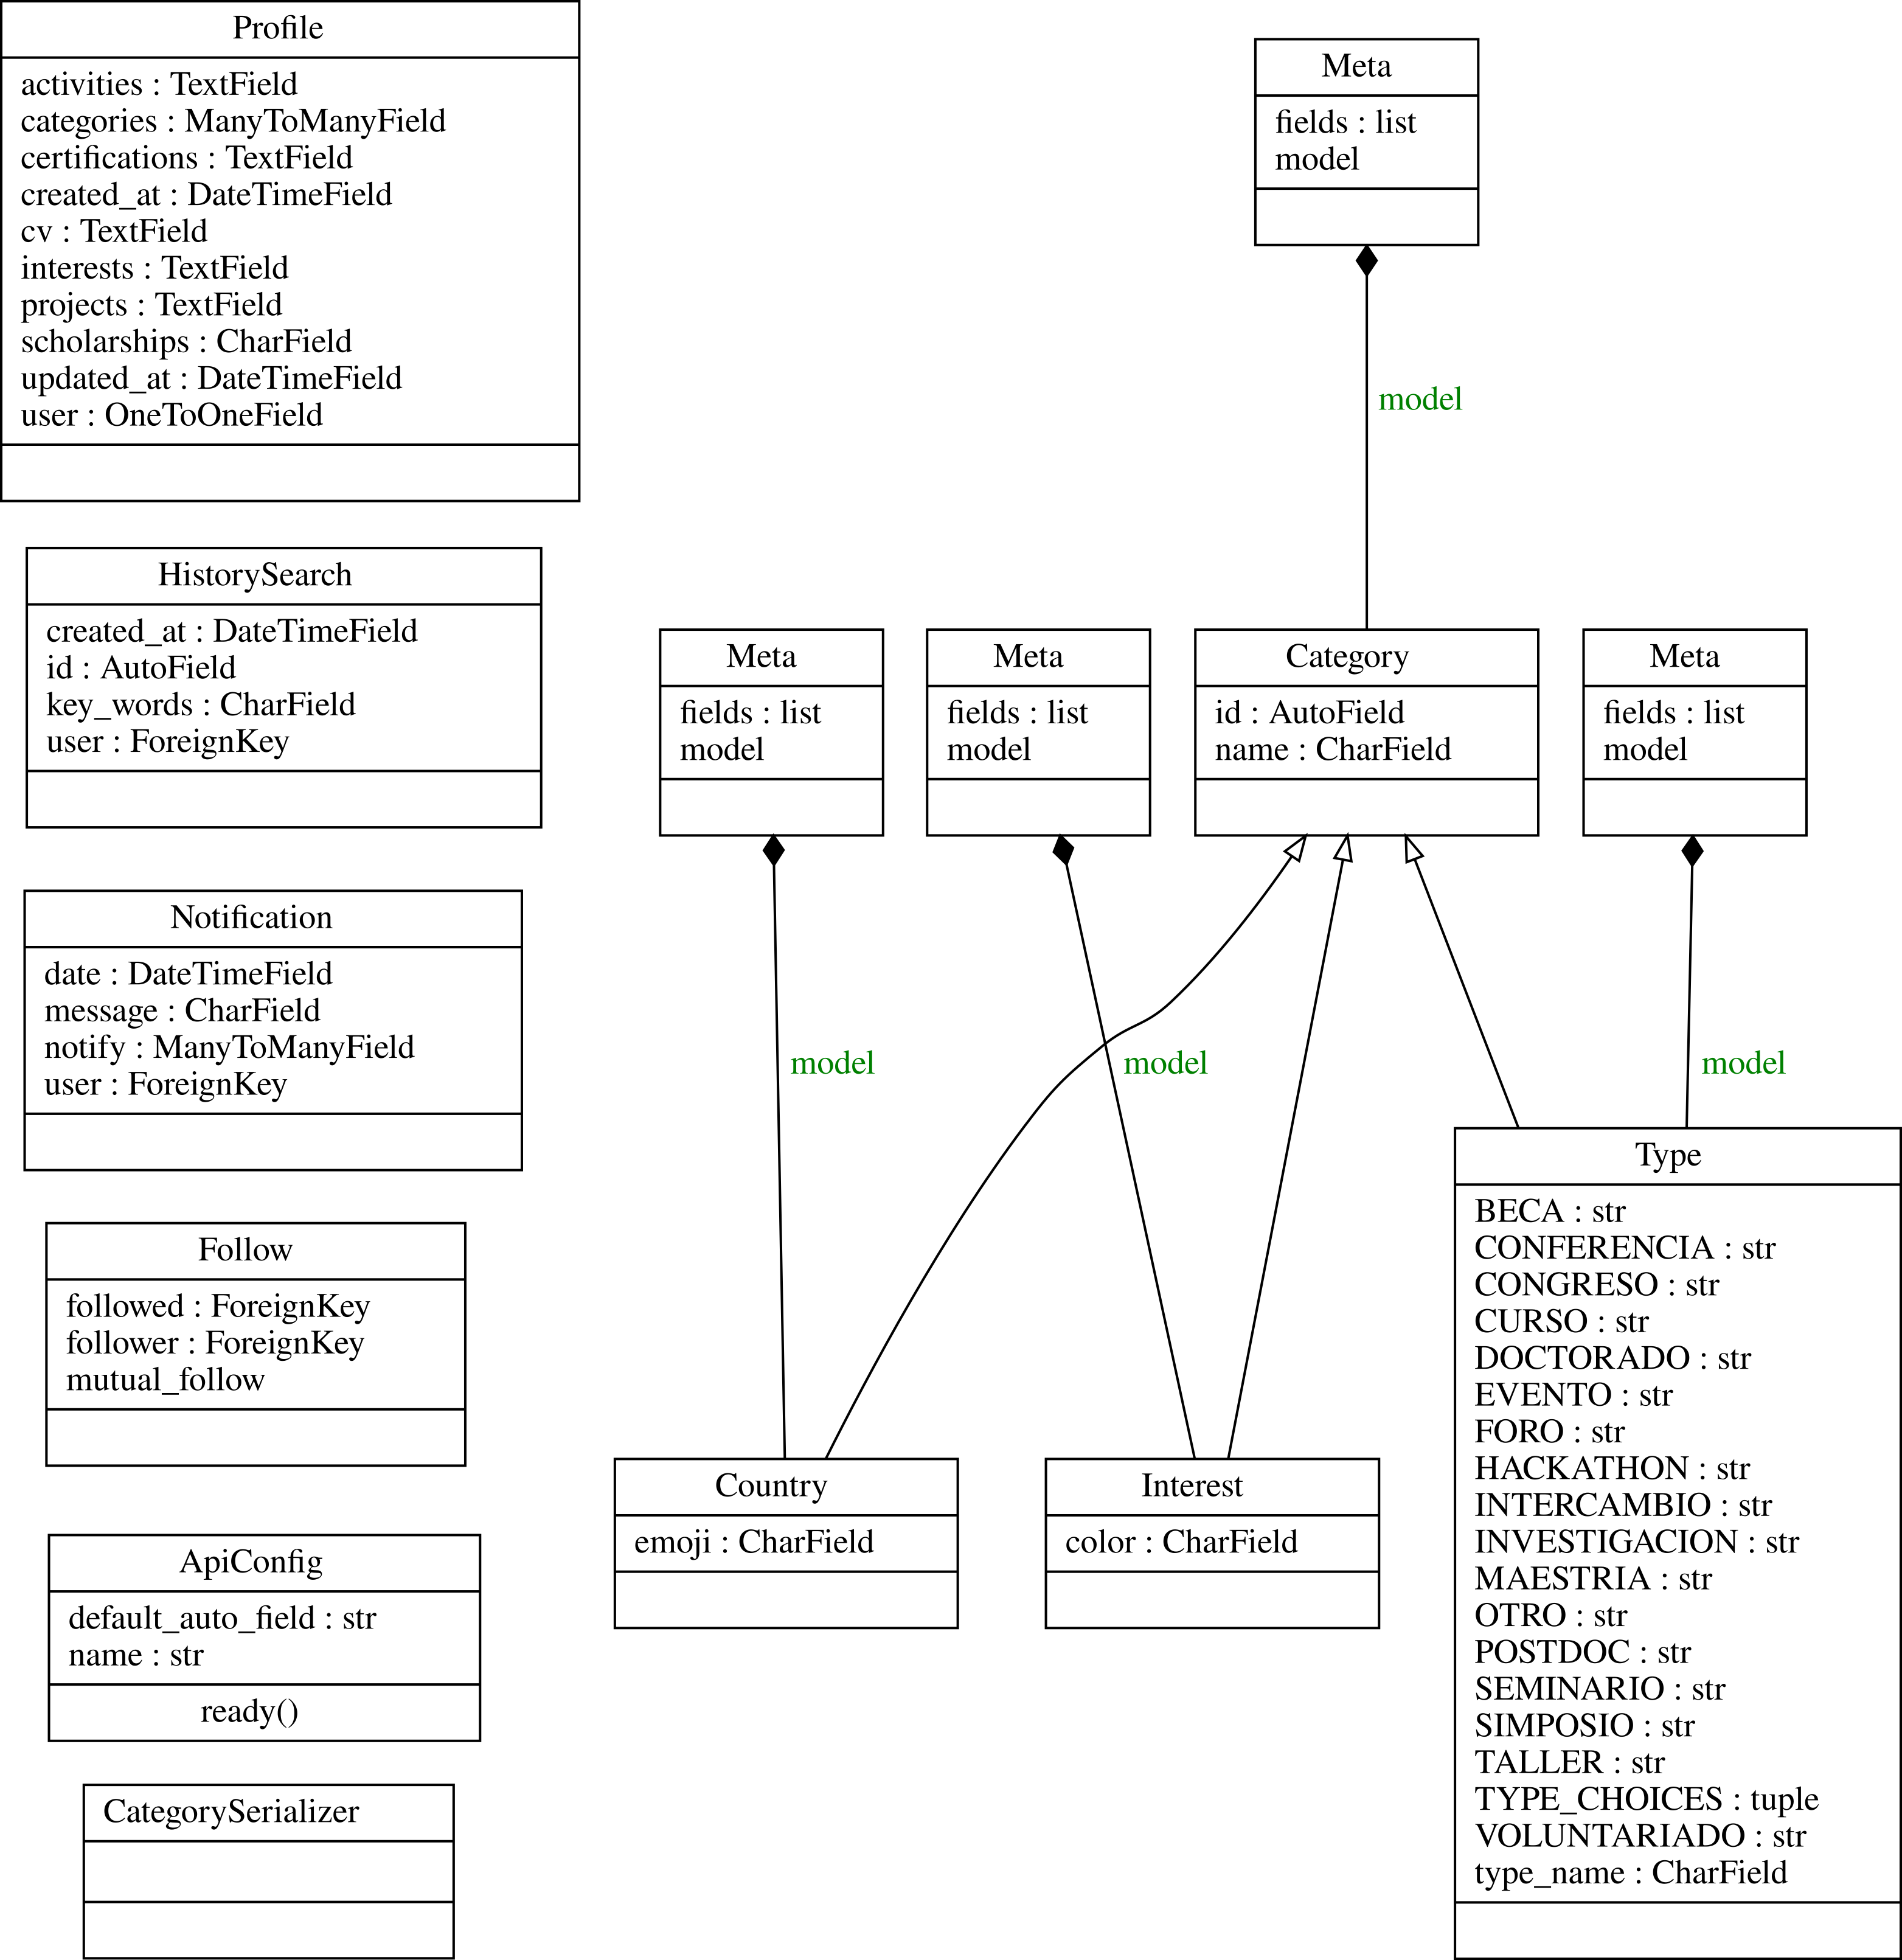 Profile
activities : TextField
categories : ManyToManyField
certifications : TextField
created_at : DateTimeField
cv : TextField
interests : TextField
projects : TextField
scholarships : CharField
updated_at : DateTimeField
user : OneToOneField
HistorySearch
created_at : DateTimeField
id : AutoField
key_words : CharField
user : ForeignKey
Notification
date : DateTimeField
message : CharField
notify : ManyToManyField
user : ForeignKey
Follow
followed : ForeignKey
follower : ForeignKey
mutual_follow
ApiConfig
default_auto_field : str
name : str
ready()
CategorySerializer
Meta
fields : list
model
model
Meta
fields : list
model
Meta
fields : list
model
Category
id : AutoField
name : CharField
Meta
fields : list
model
model
model
model
Country
emoji : CharField
Interest
color : CharField
Type
BECA : str
CONFERENCIA : str
CONGRESO : str
CURSO : str
DOCTORADO : str
EVENTO : str
FORO : str
HACKATHON : str
INTERCAMBIO : str
INVESTIGACION : str
MAESTRIA : str
OTRO : str
POSTDOC : str
SEMINARIO : str
SIMPOSIO : str
TALLER : str
TYPE_CHOICES : tuple
VOLUNTARIADO : str
type_name : CharField